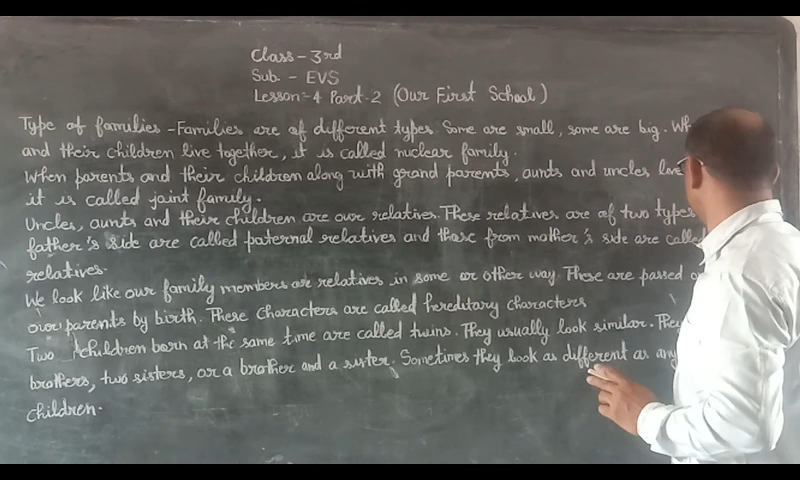 Class - 3rd
Sub. - EVS
Lesson:- 4 Part-2 (Our First School)
Type of families - Families are of different types. Some are small, some are big. Wh
and their children live together, it is called nuclear family.
When parents and their children along with grand parents, aunts and uncles live
it is called joint family.
Uncles, aunts and their children are our relatives. These relatives are of two types
father's side are called paternal relatives and those from mother's side are called
relatives.
We look like our family members are relatives in some or other way. These are passed
our parents by birth. These characters are called hereditary characters
Two children born at the same time are called twins. They usually look similar. They
brothers, two sisters, or a brother and a sister. Sometimes they look as different as any
children.